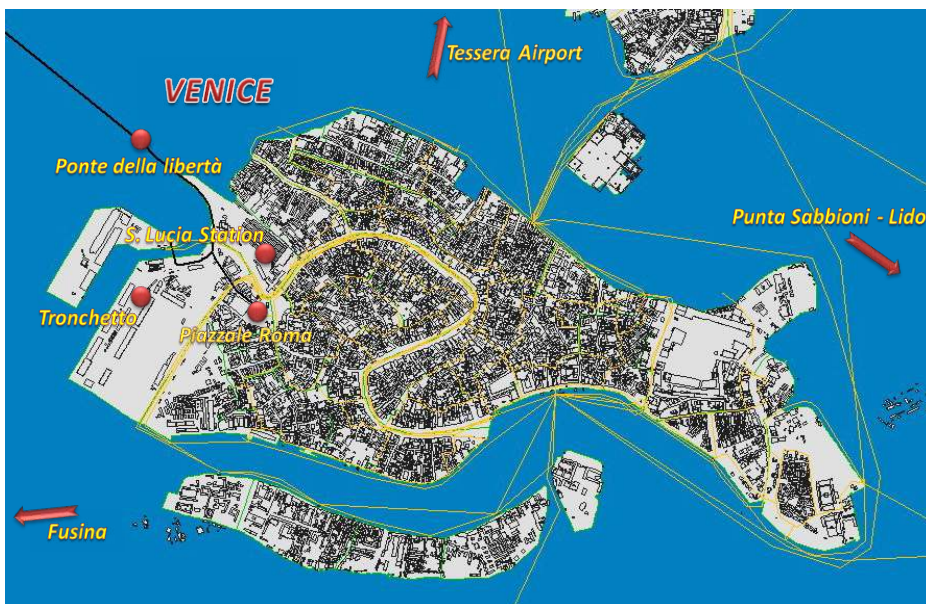 Tessera Airport
VENICE
Ponte della libertà
Punta Sabbioni - Lido
S. Lucia Station
Tronchetto
Piazzale Roma
Fusina